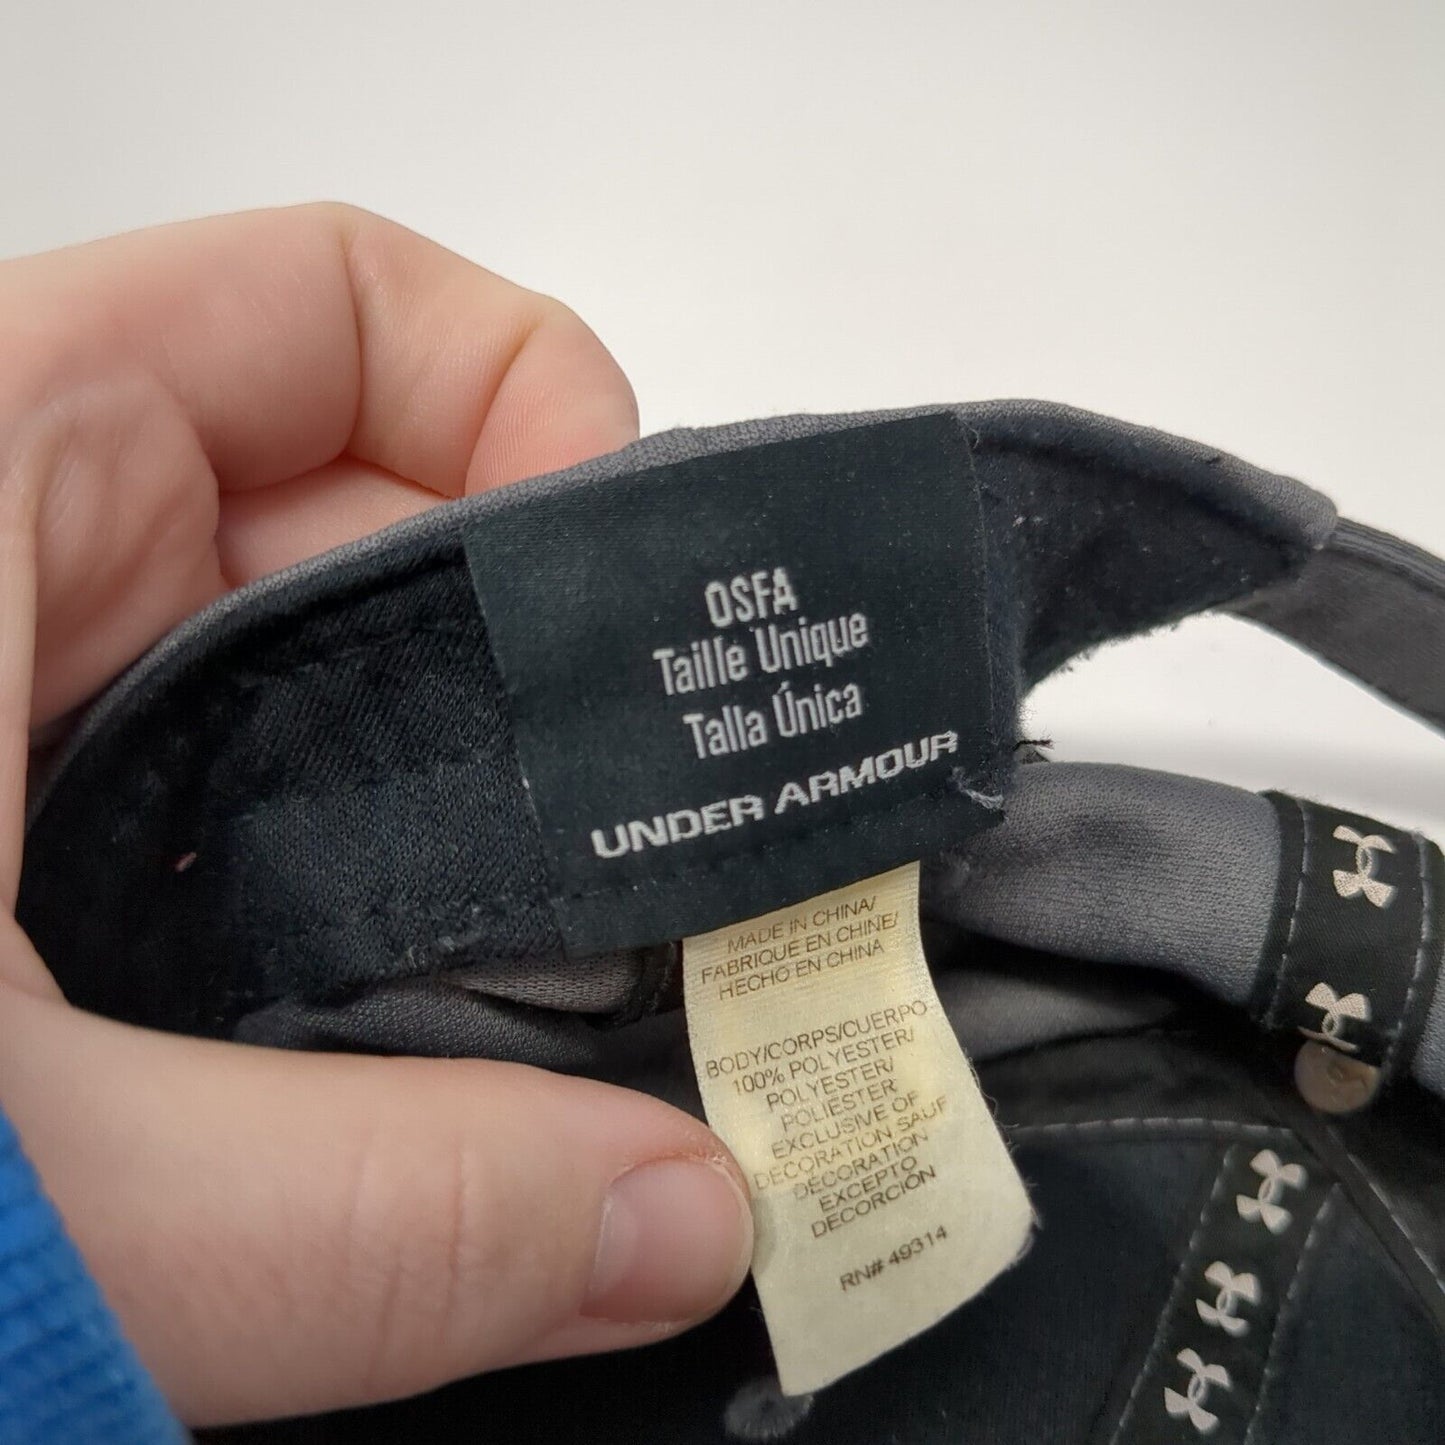 OSFA
Taille Unique
Talla Única
UNDER ARMOUR
MADE IN CHINA/
FABRIQUE EN CHINE/
HECHO EN CHINA
BODY/CORPS/CUERPO
100% POLYESTER/
POLYESTER/
POLIESTER
EXCLUSIVE OF
DECORATION SAUF
DÉCORATION
EXCEPTO
DECORCIÓN
RN# 49314